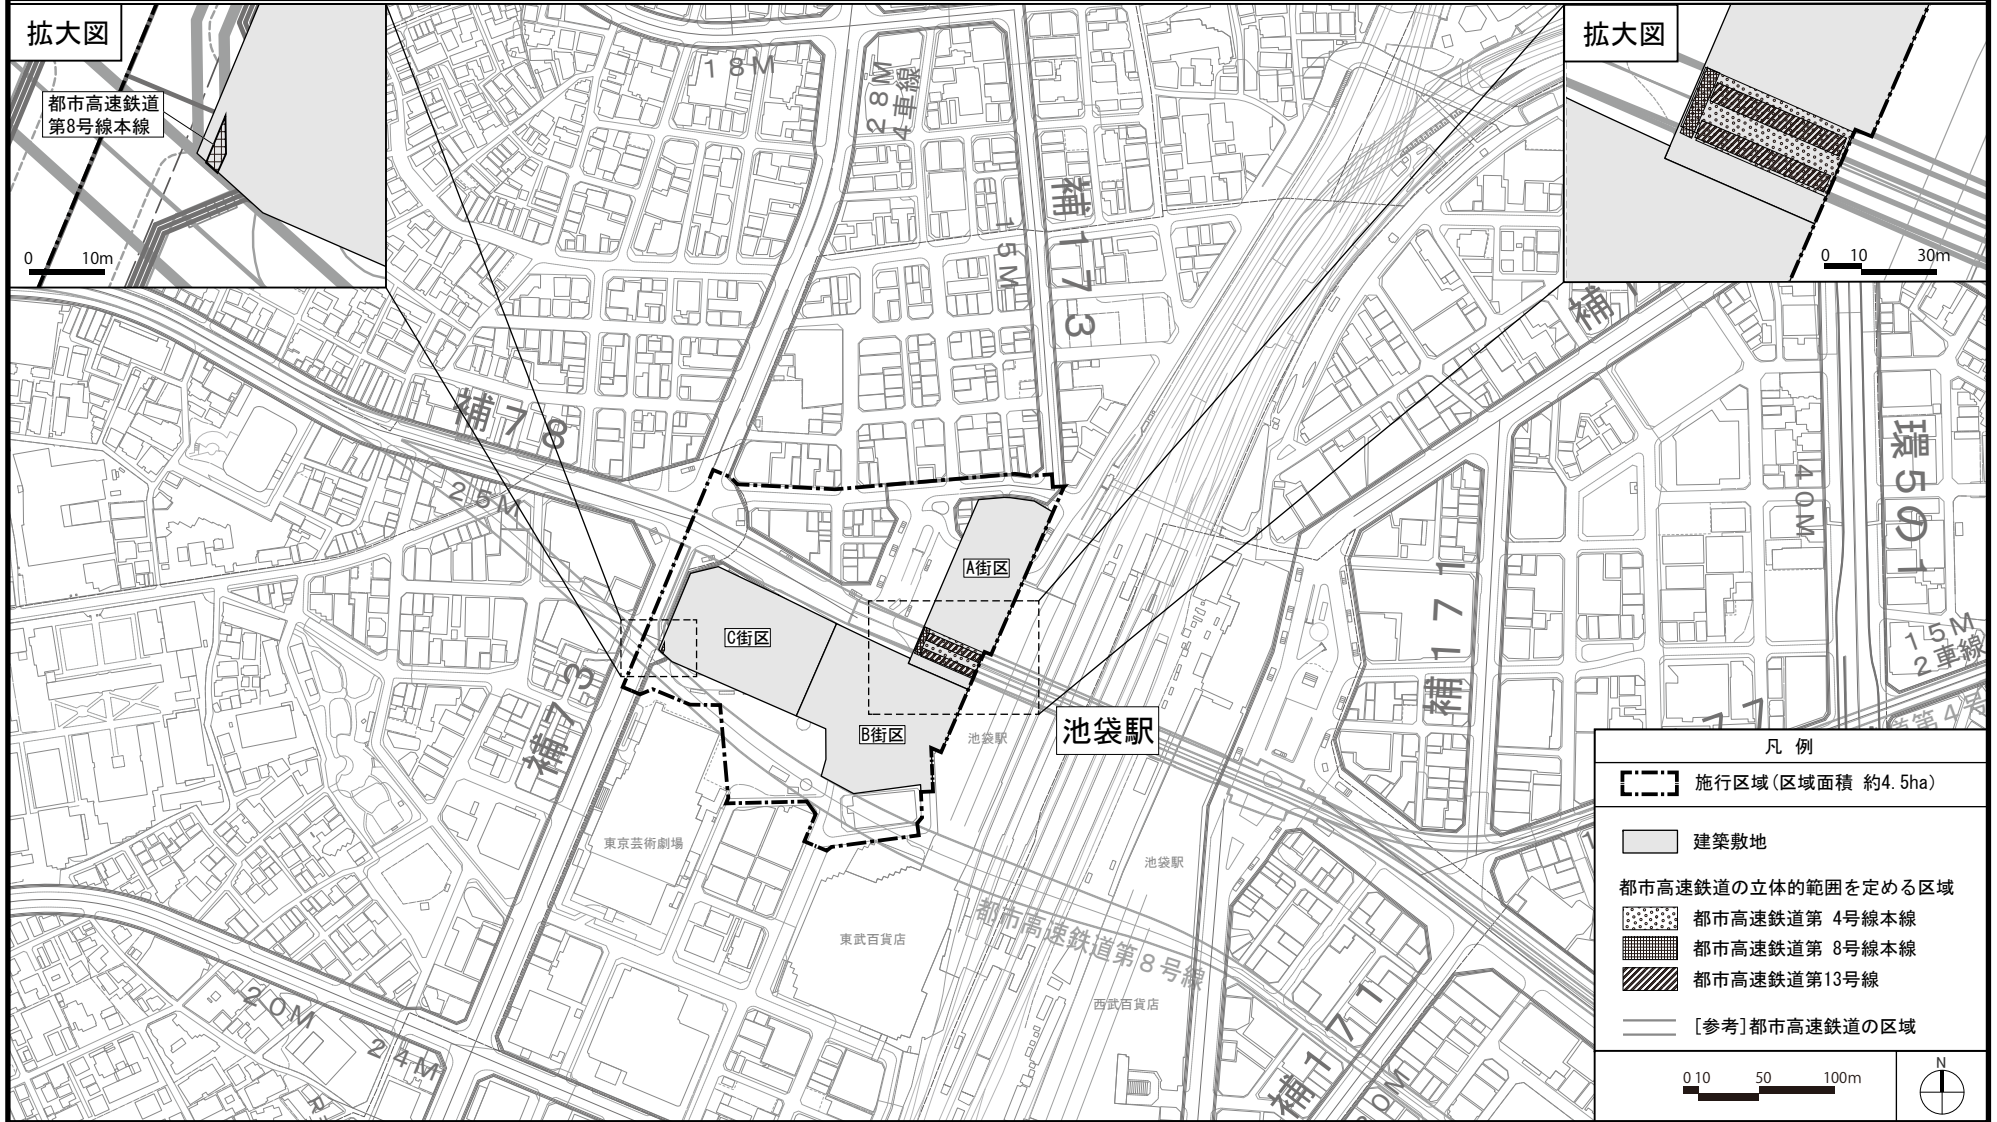 拡大図
都市高速鉄道
第8号線本線
0 10m
拡大図
0 10 30m
18M
28M
4車線
補173
15M
補78
25M
補1
環5の1
40M
補171
15M
2車線
77
道第4号
A街区
C街区
B街区
池袋駅
池袋駅
補73
東京芸術劇場
池袋駅
東武百貨店
都市高速鉄道第8号線
西武百貨店
20M
24M
補171
凡 例
施行区域(区域面積 約4.5ha)
建築敷地
都市高速鉄道の立体的範囲を定める区域
都市高速鉄道第 4号線本線
都市高速鉄道第 8号線本線
都市高速鉄道第13号線
[参考]都市高速鉄道の区域
0 10 50 100m
N